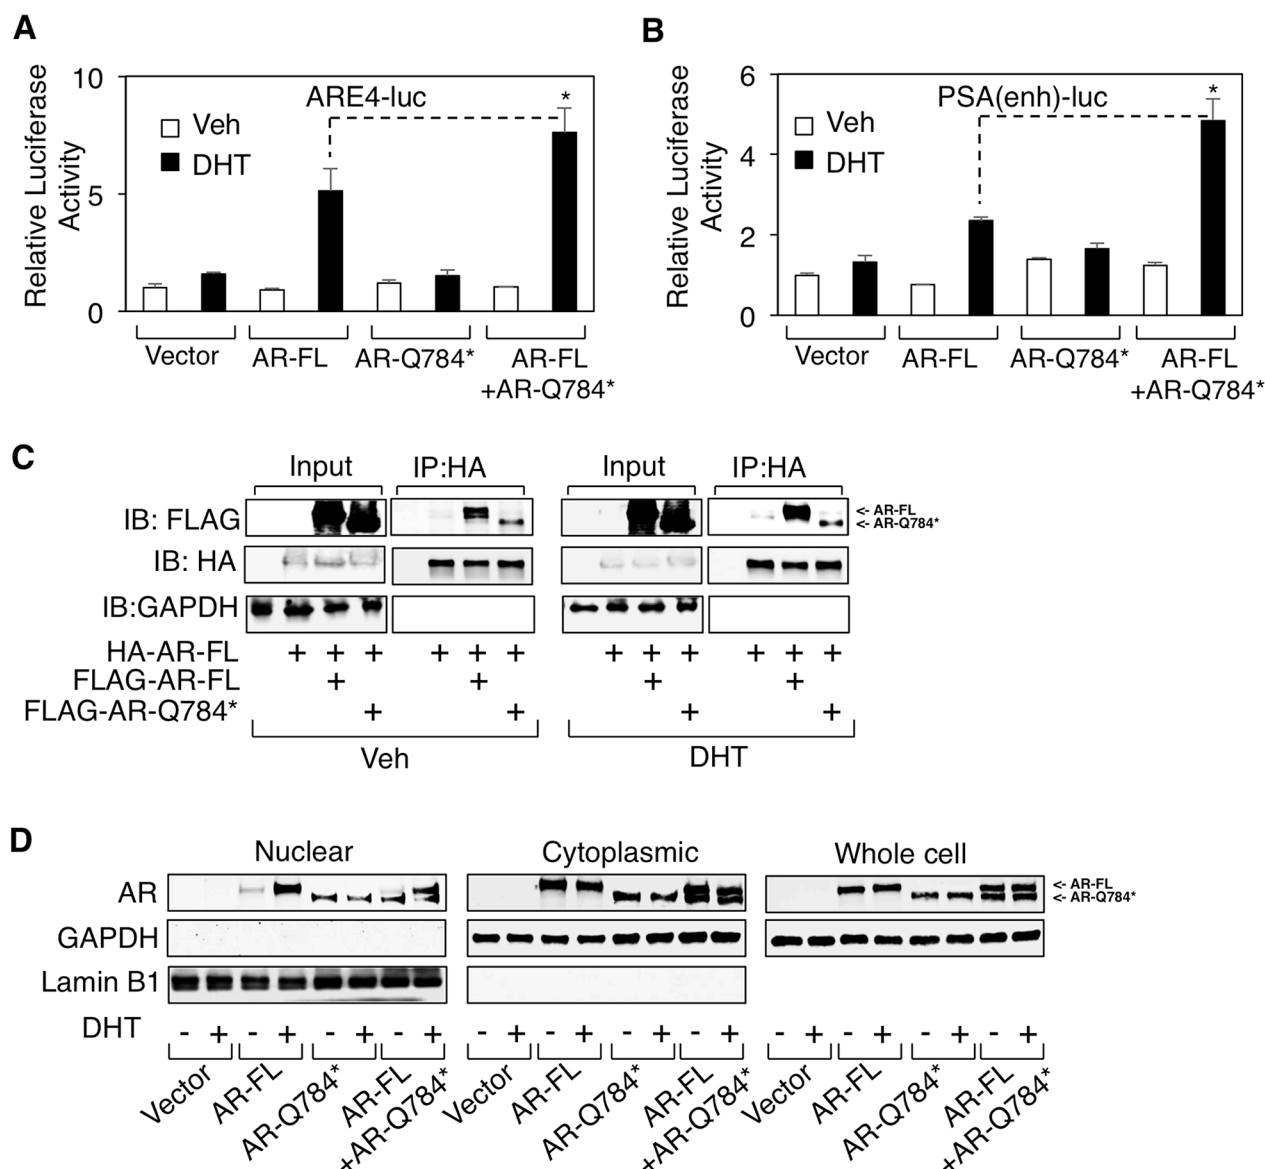 A
Relative Luciferase
Activity
10
5
0
ARE4-luc
*
Veh
DHT
Vector
AR-FL
AR-Q784*
AR-FL
+AR-Q784*
B
Relative Luciferase
Activity
6
4
2
0
PSA(enh)-luc
*
Veh
DHT
Vector
AR-FL
AR-Q784*
AR-FL
+AR-Q784*
C
Input IP:HA Input IP:HA
IB: FLAG
<- AR-FL
<- AR-Q784*
IB: HA
IB:GAPDH
HA-AR-FL + + + + + + + + + + + +
FLAG-AR-FL + + + +
FLAG-AR-Q784* + + + +
Veh DHT
D
Nuclear Cytoplasmic Whole cell
AR
<- AR-FL
<- AR-Q784*
GAPDH
Lamin B1
DHT - + - + - + - + - + - + - + - + - + - + - + - +
Vector
AR-FL
AR-Q784*
AR-FL
+AR-Q784*
Vector
AR-FL
AR-Q784*
AR-FL
+AR-Q784*
Vector
AR-FL
AR-Q784*
AR-FL
+AR-Q784*